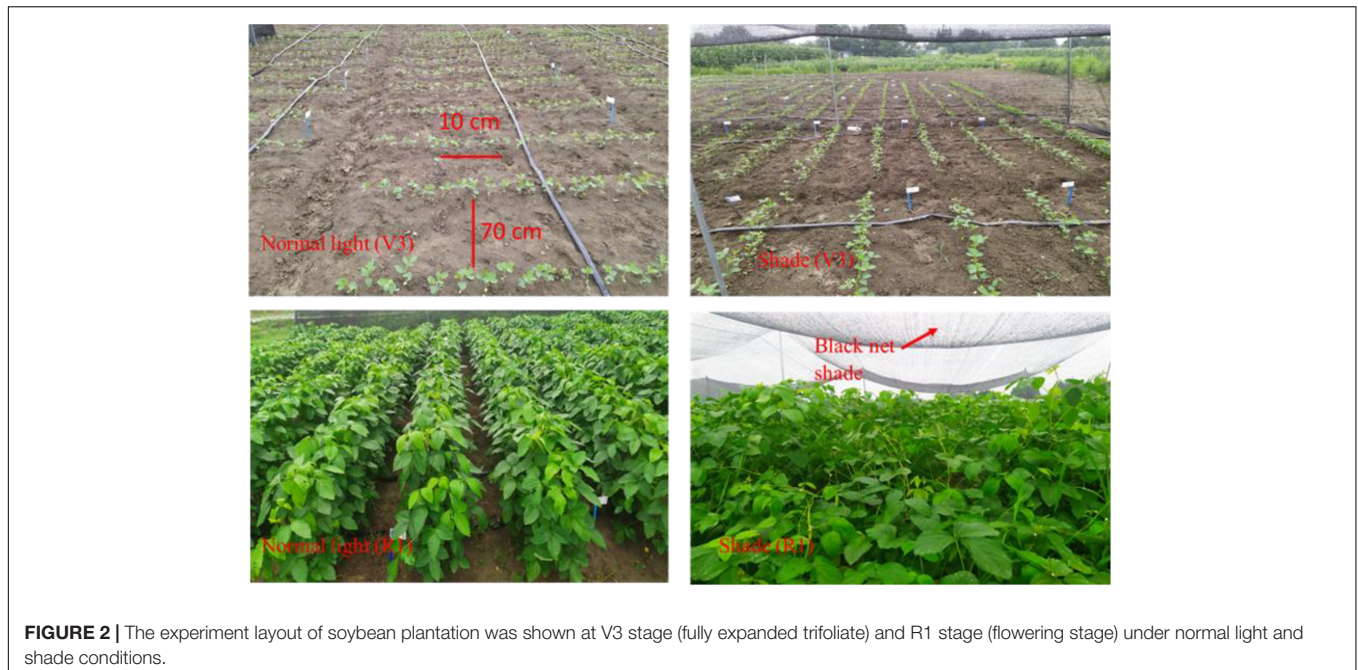 10 cm
70 cm
Normal light (V3)
Shade (V3)
Normal light (R1)
Black net
shade
Shade (R1)
FIGURE 2 | The experiment layout of soybean plantation was shown at V3 stage (fully expanded trifoliate) and R1 stage (flowering stage) under normal light and
shade conditions.